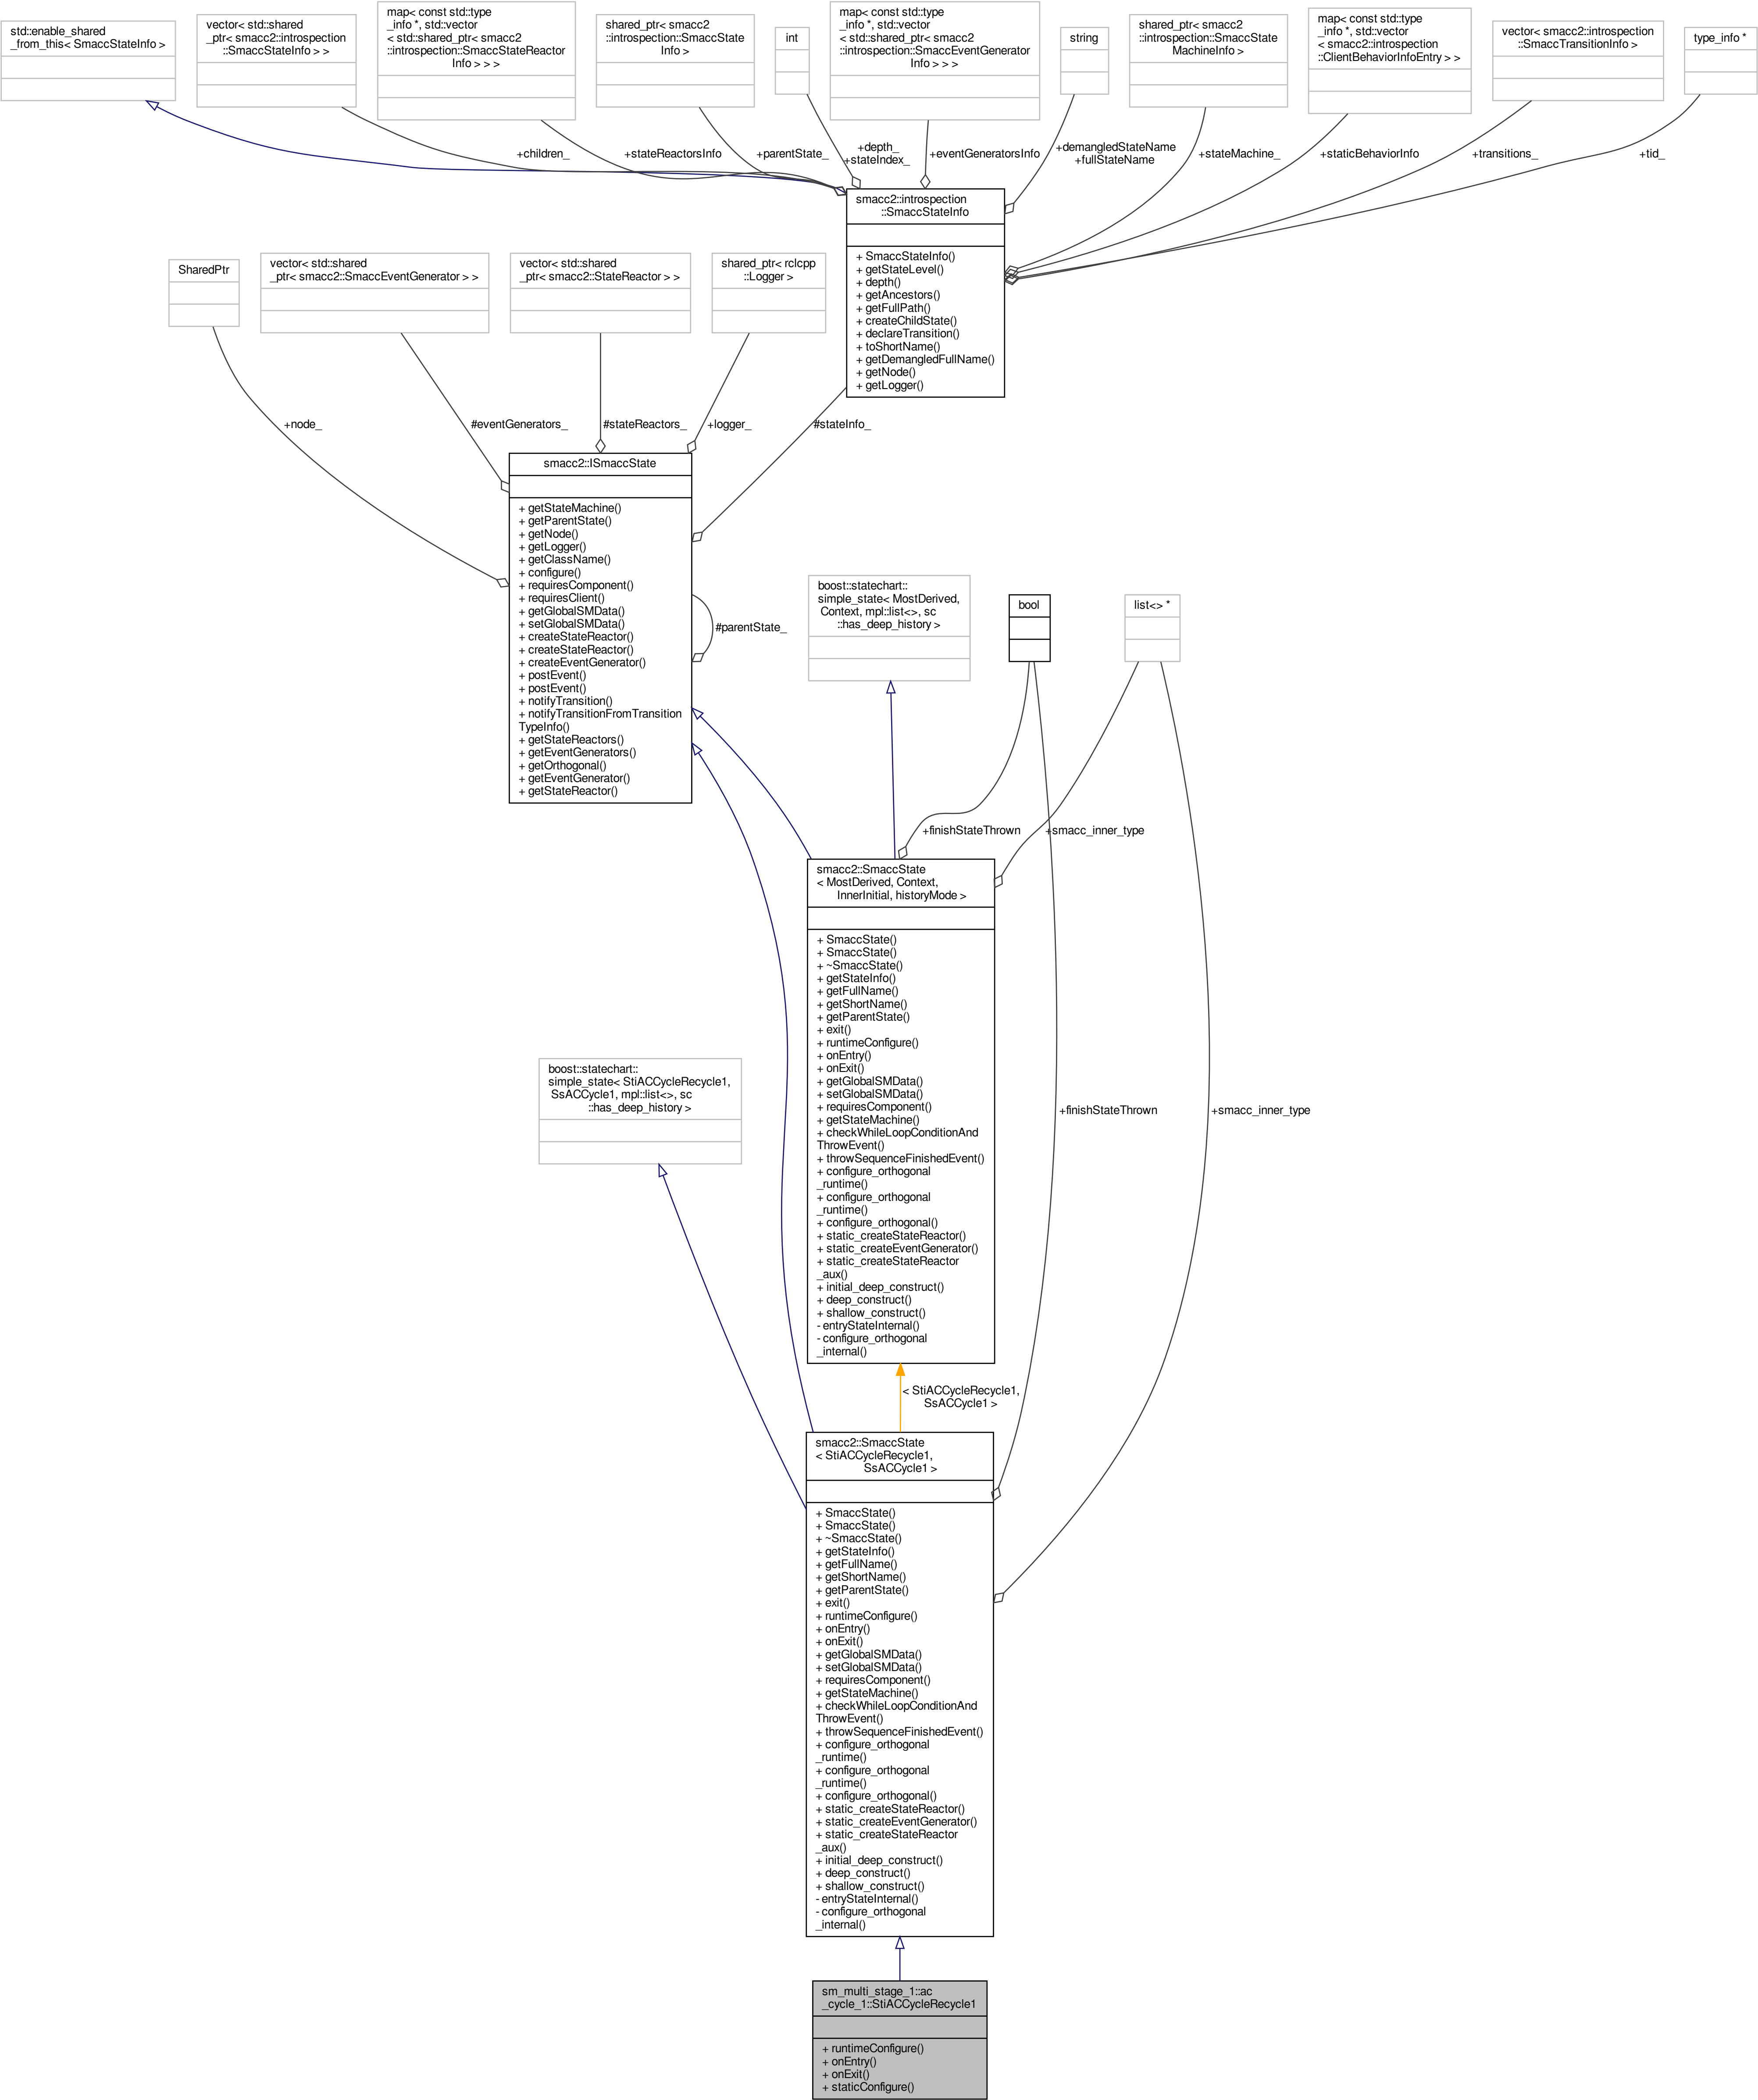 std::enable_shared
_from_this< SmaccStateInfo >
vector< std::shared
_ptr< smacc2::introspection
::SmaccStateInfo > >
map< const std::type
_info *, std::vector
< std::shared_ptr< smacc2
::introspection::SmaccStateReactor
Info > > >
shared_ptr< smacc2
::introspection::SmaccState
Info >
int
map< const std::type
_info *, std::vector
< std::shared_ptr< smacc2
::introspection::SmaccEventGenerator
Info > > >
string
shared_ptr< smacc2
::introspection::SmaccState
MachineInfo >
map< const std::type
_info *, std::vector
< smacc2::introspection
::ClientBehaviorInfoEntry > >
vector< smacc2::introspection
::SmaccTransitionInfo >
type_info *
+children_
+stateReactorsInfo
+parentState_
+depth_
+stateIndex_
+eventGeneratorsInfo
+demangledStateName
+fullStateName
+stateMachine_
+staticBehaviorInfo
+transitions_
+tid_
smacc2::introspection
::SmaccStateInfo
+ SmaccStateInfo()
+ getStateLevel()
+ depth()
+ getAncestors()
+ getFullPath()
+ createChildState()
+ declareTransition()
+ toShortName()
+ getDemangledFullName()
+ getNode()
+ getLogger()
SharedPtr
vector< std::shared
_ptr< smacc2::SmaccEventGenerator > >
vector< std::shared
_ptr< smacc2::StateReactor > >
shared_ptr< rclcpp
::Logger >
+node_
#eventGenerators_
#stateReactors_
+logger_
#stateInfo_
smacc2::ISmaccState
+ getStateMachine()
+ getParentState()
+ getNode()
+ getLogger()
+ getClassName()
+ configure()
+ requiresComponent()
+ requiresClient()
+ getGlobalSMData()
+ setGlobalSMData()
+ createStateReactor()
+ createStateReactor()
+ createEventGenerator()
+ postEvent()
+ postEvent()
+ notifyTransition()
+ notifyTransitionFromTransition
TypeInfo()
+ getStateReactors()
+ getEventGenerators()
+ getOrthogonal()
+ getEventGenerator()
+ getStateReactor()
#parentState_
boost::statechart::
simple_state< MostDerived,
Context, mpl::list<>, sc
::has_deep_history >
bool
list<> *
+finishStateThrown
+smacc_inner_type
smacc2::SmaccState
< MostDerived, Context,
InnerInitial, historyMode >
+ SmaccState()
+ SmaccState()
+ ~SmaccState()
+ getStateInfo()
+ getFullName()
+ getShortName()
+ getParentState()
+ exit()
+ runtimeConfigure()
+ onEntry()
+ onExit()
+ getGlobalSMData()
+ setGlobalSMData()
+ requiresComponent()
+ getStateMachine()
+ checkWhileLoopConditionAnd
ThrowEvent()
+ throwSequenceFinishedEvent()
+ configure_orthogonal
_runtime()
+ configure_orthogonal
_runtime()
+ configure_orthogonal()
+ static_createStateReactor()
+ static_createEventGenerator()
+ static_createStateReactor
_aux()
+ initial_deep_construct()
+ deep_construct()
+ shallow_construct()
- entryStateInternal()
- configure_orthogonal
_internal()
boost::statechart::
simple_state< StiACCycleRecycle1,
SsACCycle1, mpl::list<>, sc
::has_deep_history >
+finishStateThrown
+smacc_inner_type
< StiACCycleRecycle1,
SsACCycle1 >
smacc2::SmaccState
< StiACCycleRecycle1,
SsACCycle1 >
+ SmaccState()
+ SmaccState()
+ ~SmaccState()
+ getStateInfo()
+ getFullName()
+ getShortName()
+ getParentState()
+ exit()
+ runtimeConfigure()
+ onEntry()
+ onExit()
+ getGlobalSMData()
+ setGlobalSMData()
+ requiresComponent()
+ getStateMachine()
+ checkWhileLoopConditionAnd
ThrowEvent()
+ throwSequenceFinishedEvent()
+ configure_orthogonal
_runtime()
+ configure_orthogonal
_runtime()
+ configure_orthogonal()
+ static_createStateReactor()
+ static_createEventGenerator()
+ static_createStateReactor
_aux()
+ initial_deep_construct()
+ deep_construct()
+ shallow_construct()
- entryStateInternal()
- configure_orthogonal
_internal()
sm_multi_stage_1::ac
_cycle_1::StiACCycleRecycle1
+ runtimeConfigure()
+ onEntry()
+ onExit()
+ staticConfigure()